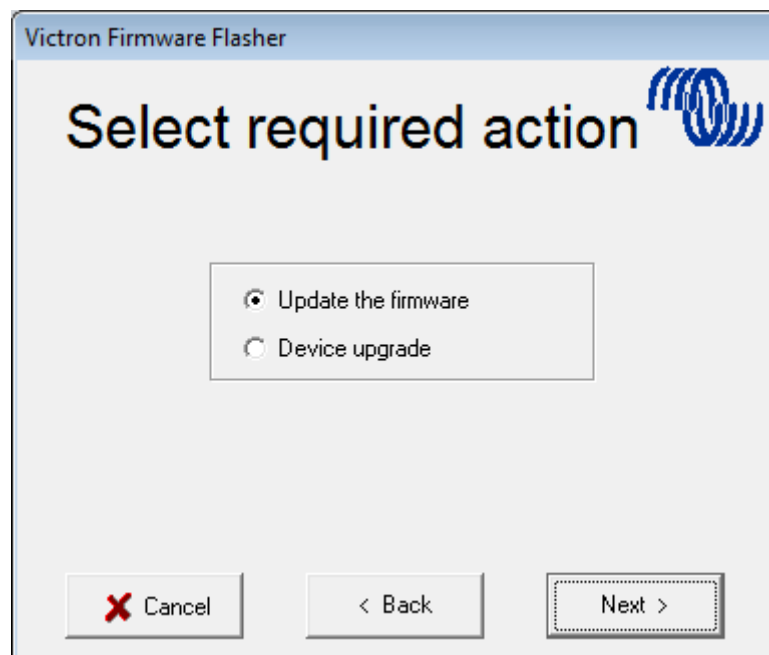 Victron Firmware Flasher
Select required action
Update the firmware
Device upgrade
Cancel
< Back
Next >